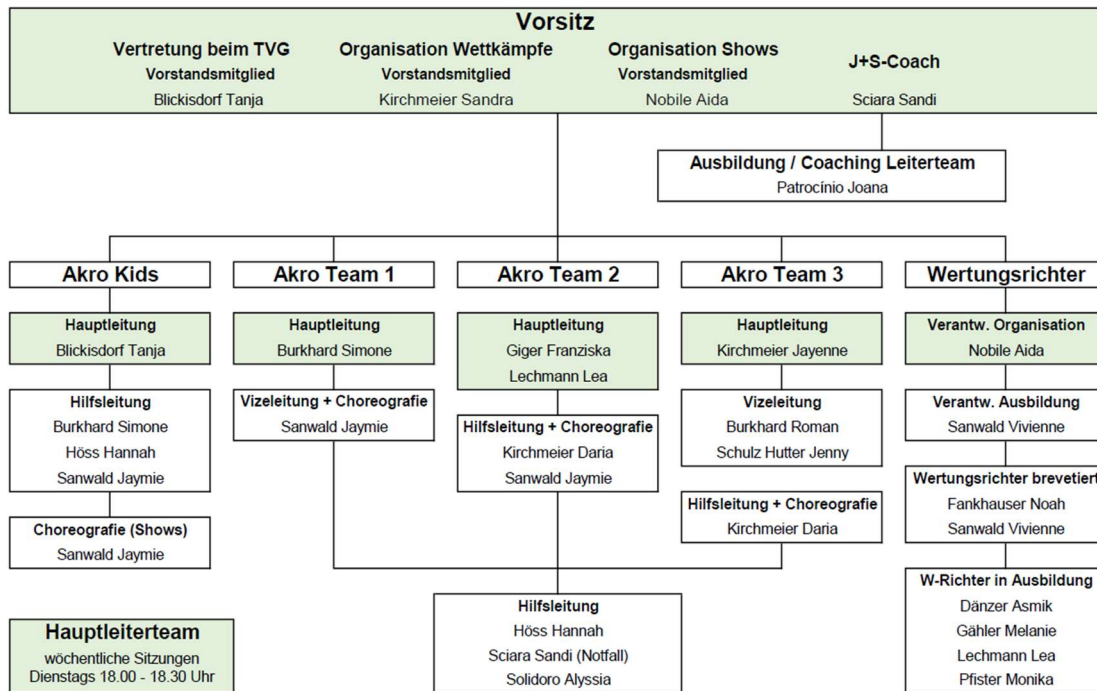 Vorsitz
Vertretung beim TVG
Vorstandsmitglied
Blickisdorf Tanja
Organisation Wettkämpfe
Vorstandsmitglied
Kirchmeier Sandra
Organisation Shows
Vorstandsmitglied
Nobile Aida
J+S-Coach
Sciara Sandi
Ausbildung / Coaching Leiterteam
Patrocínio Joana
Akro Kids
Hauptleitung
Blickisdorf Tanja
Hilfsleitung
Burkhard Simone
Höss Hannah
Sanwald Jaymie
Choreografie (Shows)
Sanwald Jaymie
Akro Team 1
Hauptleitung
Burkhard Simone
Vizeleitung + Choreografie
Sanwald Jaymie
Akro Team 2
Hauptleitung
Giger Franziska
Lechmann Lea
Hilfsleitung + Choreografie
Kirchmeier Daria
Sanwald Jaymie
Akro Team 3
Hauptleitung
Kirchmeier Jayenne
Vizeleitung
Burkhard Roman
Schulz Hutter Jenny
Hilfsleitung + Choreografie
Kirchmeier Daria
Hilfsleitung
Höss Hannah
Sciara Sandi (Notfall)
Solidoro Alyssia
Wertungsrichter
Verantw. Organisation
Nobile Aida
Verantw. Ausbildung
Sanwald Vivienne
Wertungsrichter brevetiert
Fankhauser Noah
Sanwald Vivienne
W-Richter in Ausbildung
Dänzer Asmik
Gähler Melanie
Lechmann Lea
Pfister Monika
Hauptleiterteam
wöchentliche Sitzungen
Dienstags 18.00 - 18.30 Uhr